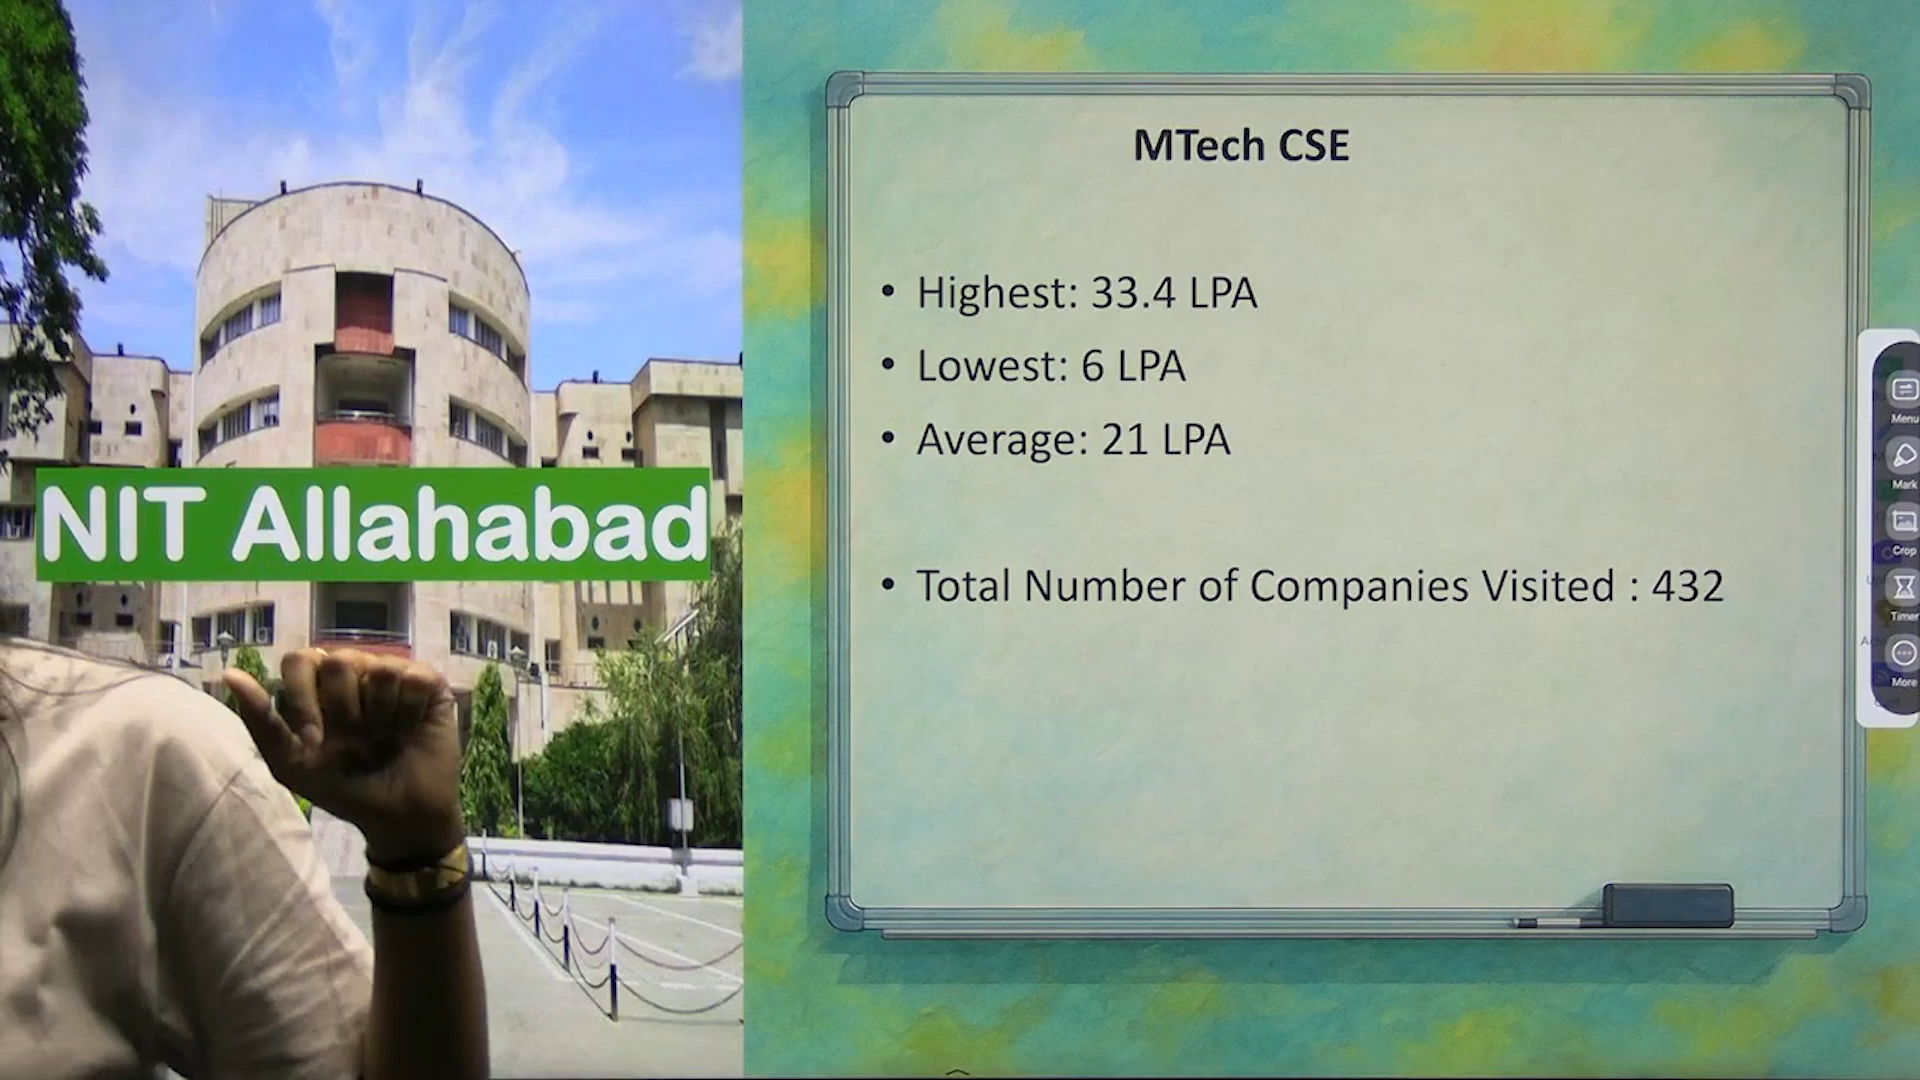 NIT Allahabad
MTech CSE
• Highest: 33.4 LPA
• Lowest: 6 LPA
• Average: 21 LPA
• Total Number of Companies Visited : 432
Menu
Mark
Crop
Timer
More